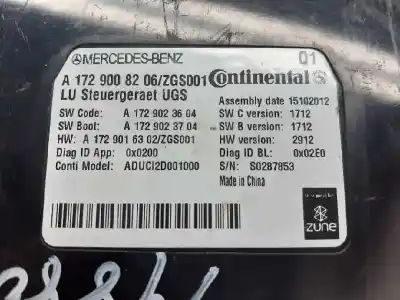 MERCEDES-BENZ 01
A 172 900 82 06/ZGS001 Continental
LU Steuergeraet UGS Assembly date 15102012
SW Code: A 172 902 36 04 SW C version: 1712
SW Boot: A 172 902 37 04 SW B version: 1712
HW: A 172 901 63 02/ZGS001 HW version: 2912
Diag ID App: 0x0200 Diag ID BL: 0x02E0
Conti Model: ADUCI2D001000 S/N: S0287853
Made in China
zune